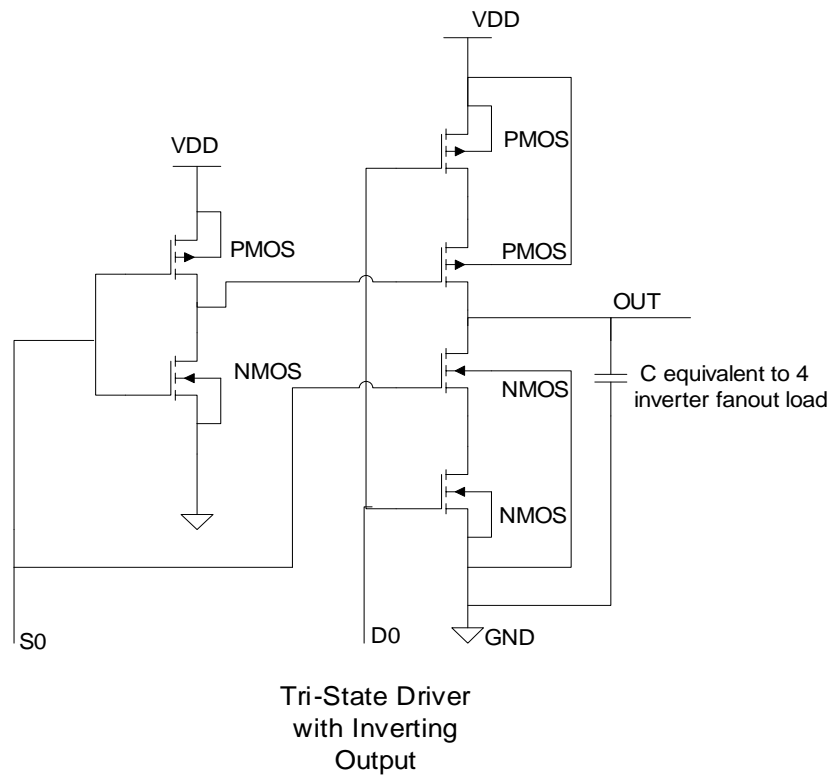 VDD
VDD
PMOS
PMOS
PMOS
OUT
NMOS
NMOS
C equivalent to 4
inverter fanout load
NMOS
S0
D0
GND
Tri-State Driver
with Inverting
Output